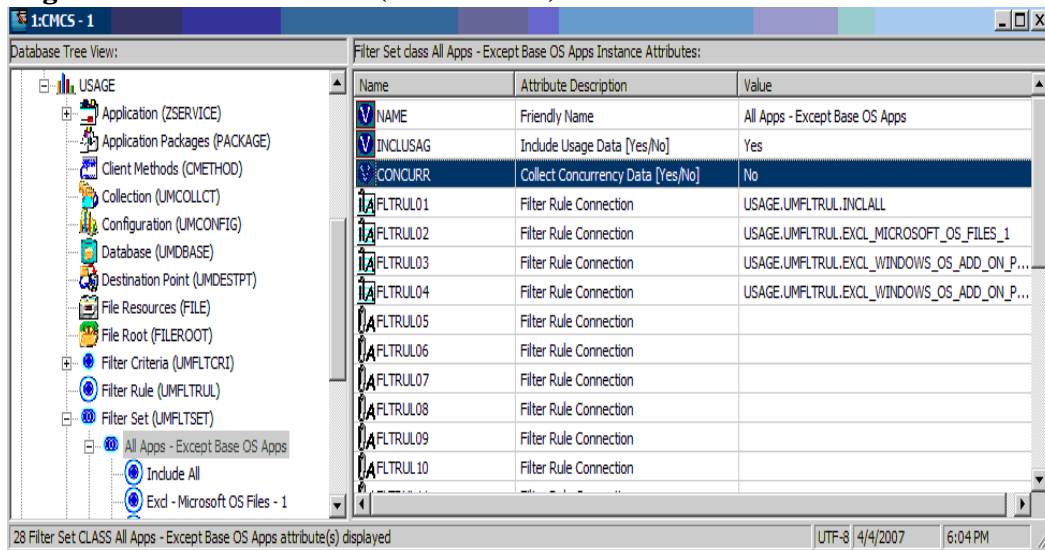 1:CMCS - 1
Database Tree View:
Filter Set class All Apps - Except Base OS Apps Instance Attributes:
USAGE
Application (ZSERVICE)
Application Packages (PACKAGE)
Client Methods (CMETHOD)
Collection (UMCOLLCT)
Configuration (UMCONFIG)
Database (UMDBASE)
Destination Point (UMDESTPT)
File Resources (FILE)
File Root (FILEROOT)
Filter Criteria (UMFLTCRI)
Filter Rule (UMFLTRUL)
Filter Set (UMFLTSET)
All Apps - Except Base OS Apps
Include All
Excl - Microsoft OS Files - 1
Name Attribute Description Value
NAME Friendly Name All Apps - Except Base OS Apps
INCLUSAG Include Usage Data [Yes/No] Yes
CONCURR Collect Concurrency Data [Yes/No] No
FLTRUL01 Filter Rule Connection USAGE.UMFLTRUL.INCLALL
FLTRUL02 Filter Rule Connection USAGE.UMFLTRUL.EXCL_MICROSOFT_OS_FILES_1
FLTRUL03 Filter Rule Connection USAGE.UMFLTRUL.EXCL_WINDOWS_OS_ADD_ON_P...
FLTRUL04 Filter Rule Connection USAGE.UMFLTRUL.EXCL_WINDOWS_OS_ADD_ON_P...
FLTRUL05 Filter Rule Connection
FLTRUL06 Filter Rule Connection
FLTRUL07 Filter Rule Connection
FLTRUL08 Filter Rule Connection
FLTRUL09 Filter Rule Connection
FLTRUL10 Filter Rule Connection
28 Filter Set CLASS All Apps - Except Base OS Apps attribute(s) displayed
UTF-8 4/4/2007 6:04 PM